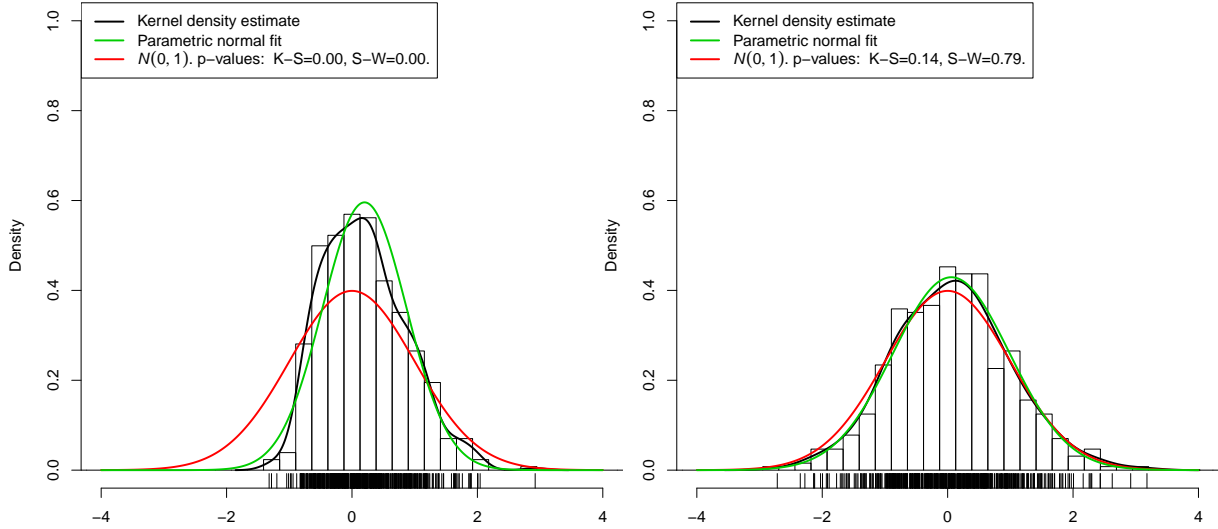 Kernel density estimate
Parametric normal fit
N(0, 1). p−values: K−S=0.00, S−W=0.00.
Density
1.0
0.8
0.6
0.4
0.2
0.0
−4 −2 0 2 4
Kernel density estimate
Parametric normal fit
N(0, 1). p−values: K−S=0.14, S−W=0.79.
Density
1.0
0.8
0.6
0.4
0.2
0.0
−4 −2 0 2 4